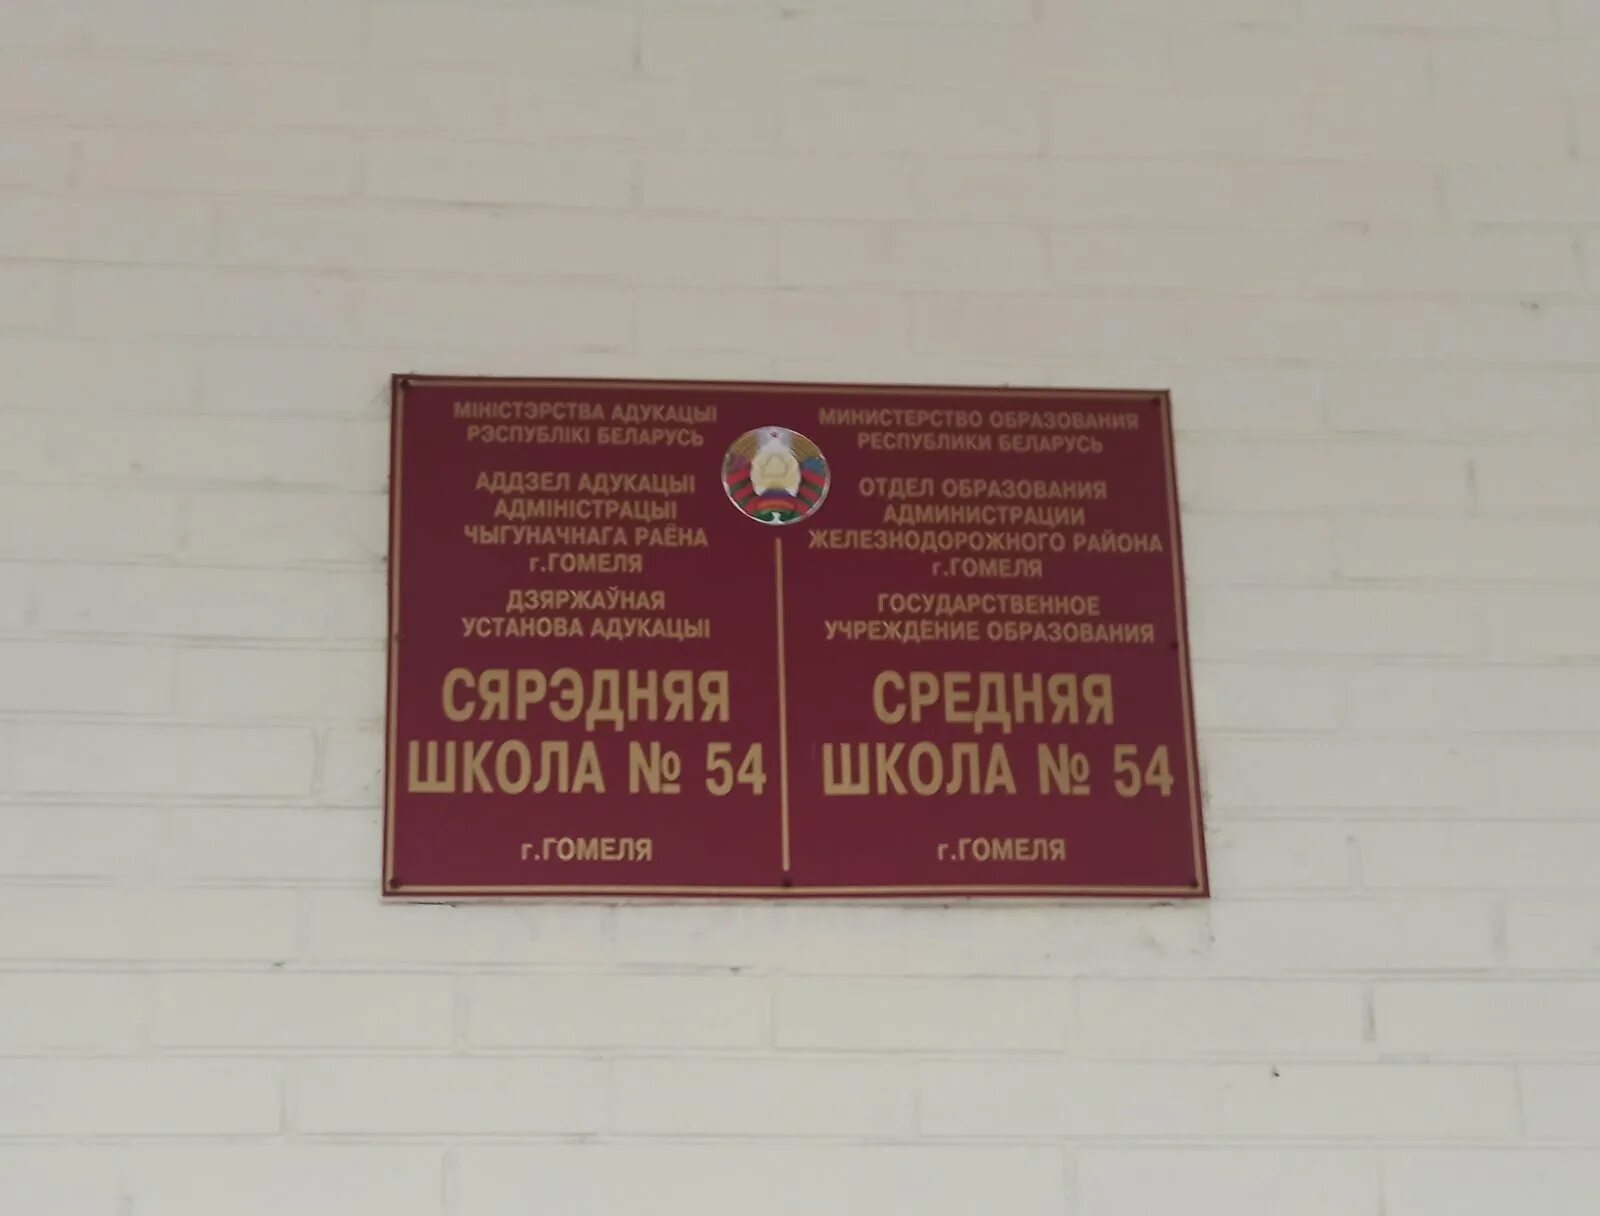 МІНІСТЭРСТВА АДУКАЦЫІ
РЭСПУБЛІКІ БЕЛАРУСЬ
АДДЗЕЛ АДУКАЦЫІ
АДМІНІСТРАЦЫІ
ЧЫГУНАЧНАГА РАЁНА
г.ГОМЕЛЯ
ДЗЯРЖАЎНАЯ
УСТАНОВА АДУКАЦЫІ
СЯРЭДНЯЯ
ШКОЛА № 54
г.ГОМЕЛЯ
МИНИСТЕРСТВО ОБРАЗОВАНИЯ
РЕСПУБЛИКИ БЕЛАРУСЬ
ОТДЕЛ ОБРАЗОВАНИЯ
АДМИНИСТРАЦИИ
ЖЕЛЕЗНОДОРОЖНОГО РАЙОНА
г.ГОМЕЛЯ
ГОСУДАРСТВЕННОЕ
УЧРЕЖДЕНИЕ ОБРАЗОВАНИЯ
СРЕДНЯЯ
ШКОЛА № 54
г.ГОМЕЛЯ